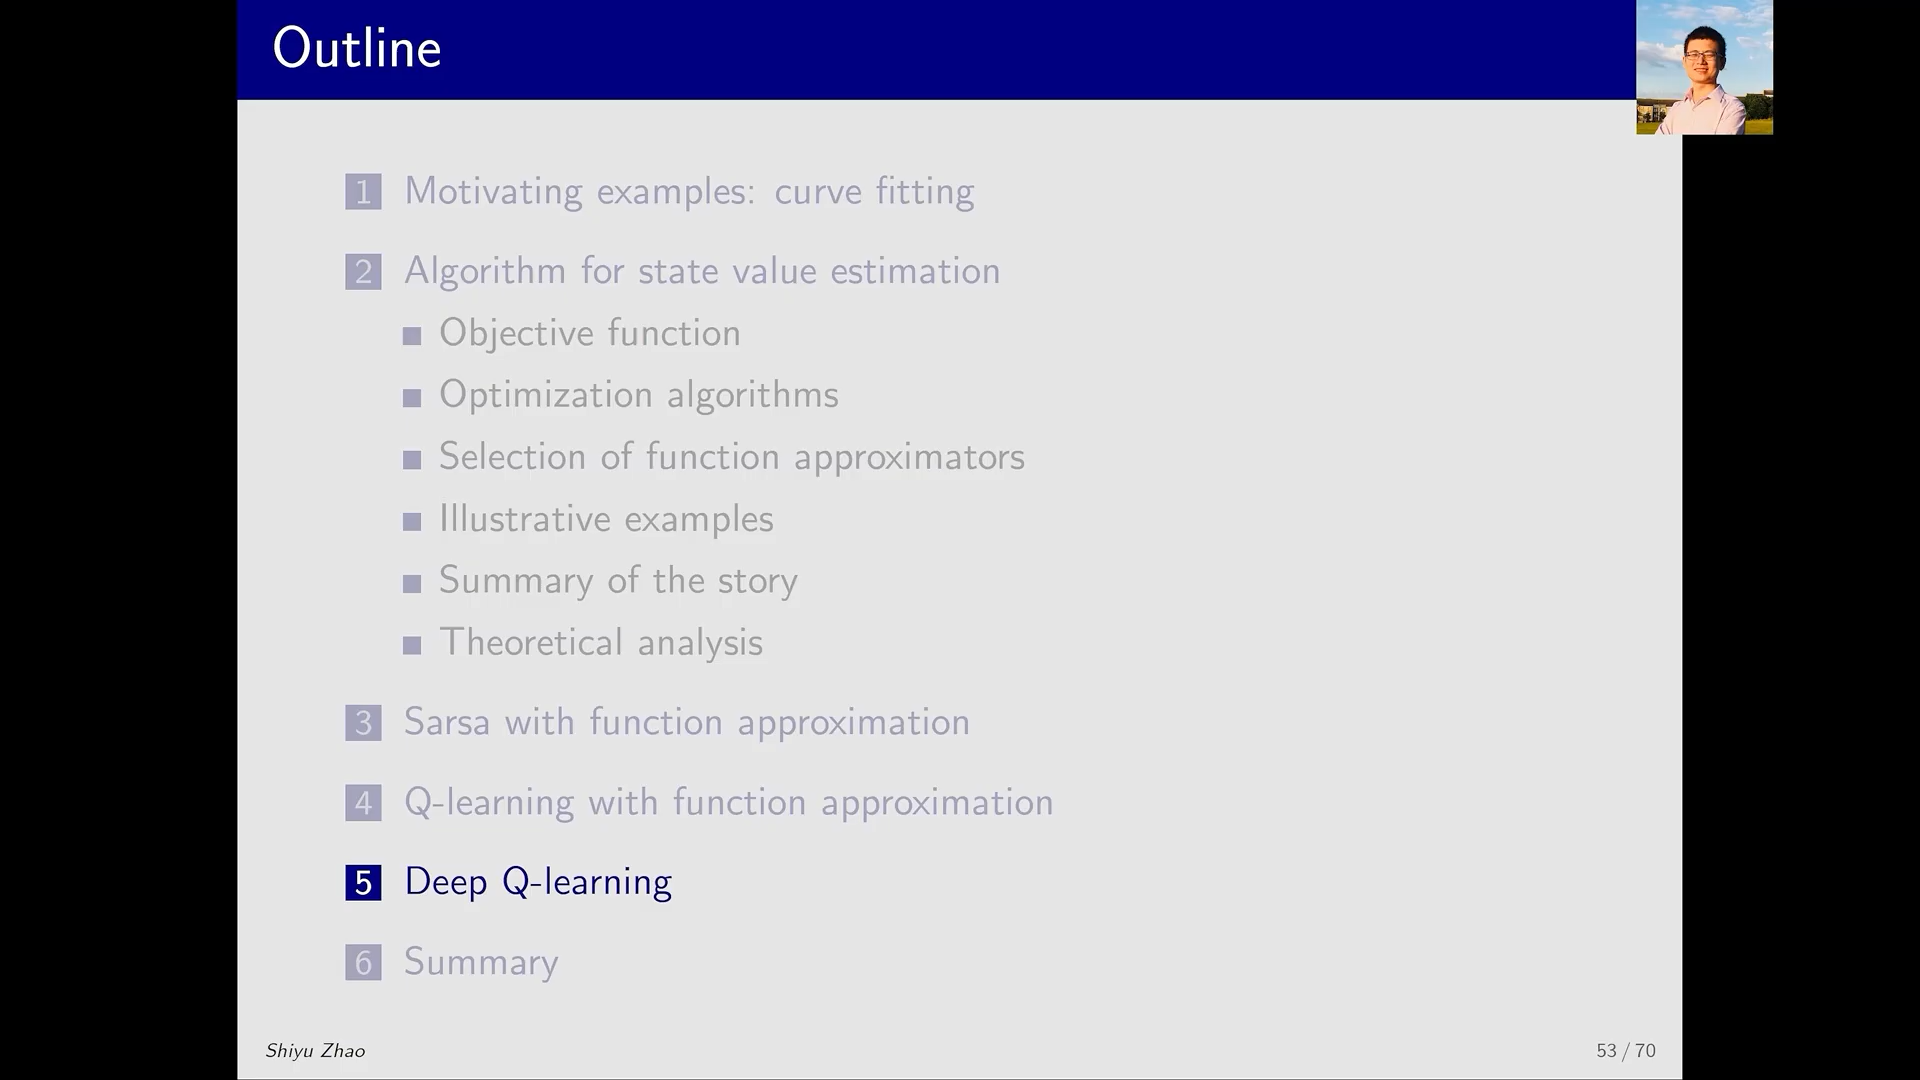 Outline
1 Motivating examples: curve fitting
2 Algorithm for state value estimation
Objective function
Optimization algorithms
Selection of function approximators
Illustrative examples
Summary of the story
Theoretical analysis
3 Sarsa with function approximation
4 Q-learning with function approximation
5 Deep Q-learning
6 Summary
Shiyu Zhao
53 / 70